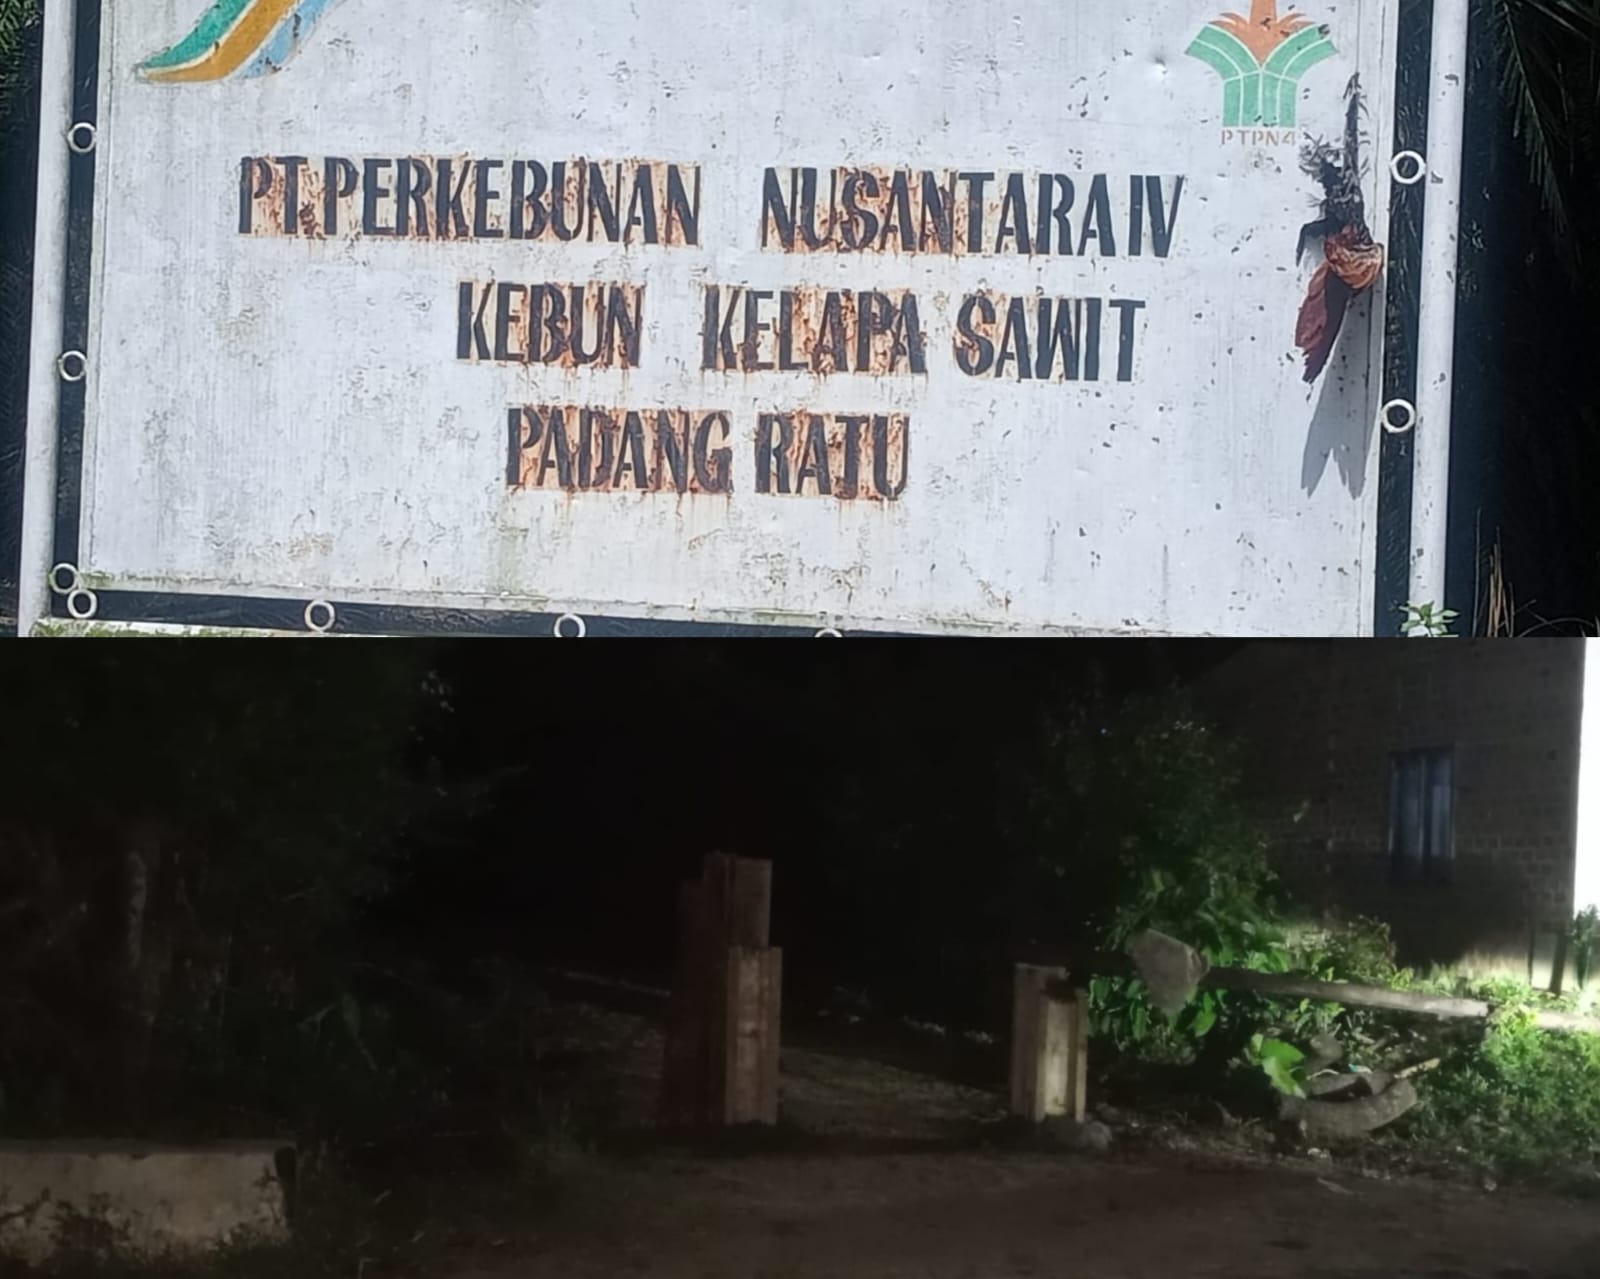 PTPN4
PT.PERKEBUNAN NUSANTARA IV
KEBUN KELAPA SAWIT
PADANG RATU